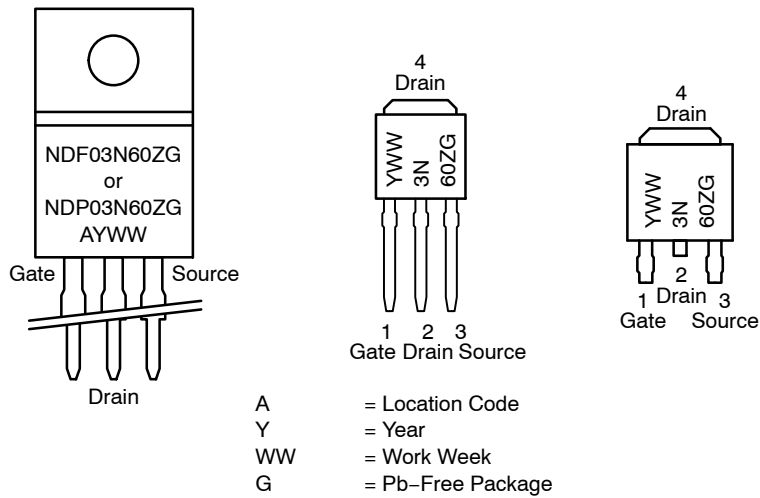 NDF03N60ZG
or
NDP03N60ZG
AYWW
Gate
Source
Drain
4
Drain
YWW
3N
60ZG
1 2 3
Gate Drain Source
4
Drain
YWW
3N
60ZG
2
1 Drain 3
Gate Source
A = Location Code
Y = Year
WW = Work Week
G = Pb−Free Package